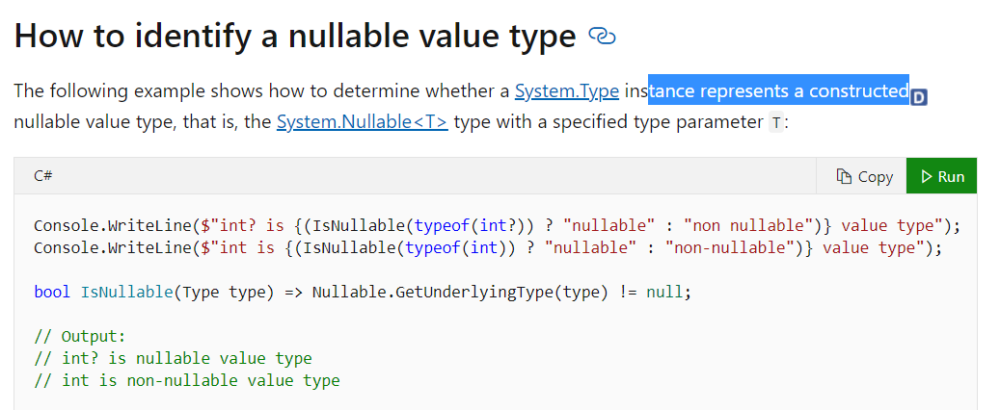 How to identify a nullable value type
The following example shows how to determine whether a System.Type instance represents a constructed D
nullable value type, that is, the System.Nullable<T> type with a specified type parameter T:
C# Copy Run
Console.WriteLine($"int? is {(IsNullable(typeof(int?)) ? "nullable" : "non nullable")} value type");
Console.WriteLine($"int is {(IsNullable(typeof(int)) ? "nullable" : "non-nullable")} value type");
bool IsNullable(Type type) => Nullable.GetUnderlyingType(type) != null;
// Output:
// int? is nullable value type
// int is non-nullable value type